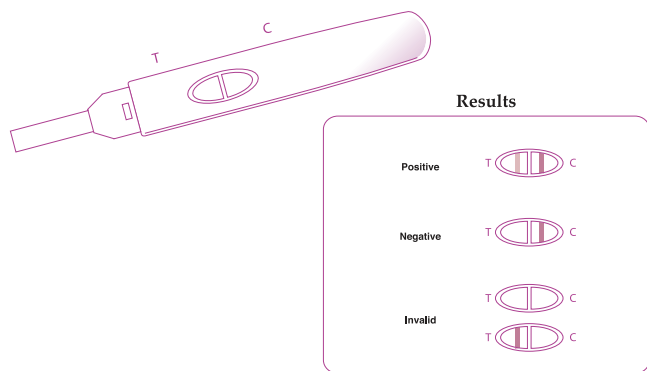 T
C
Results
Positive
T C
Negative
T C
T C
Invalid
T C